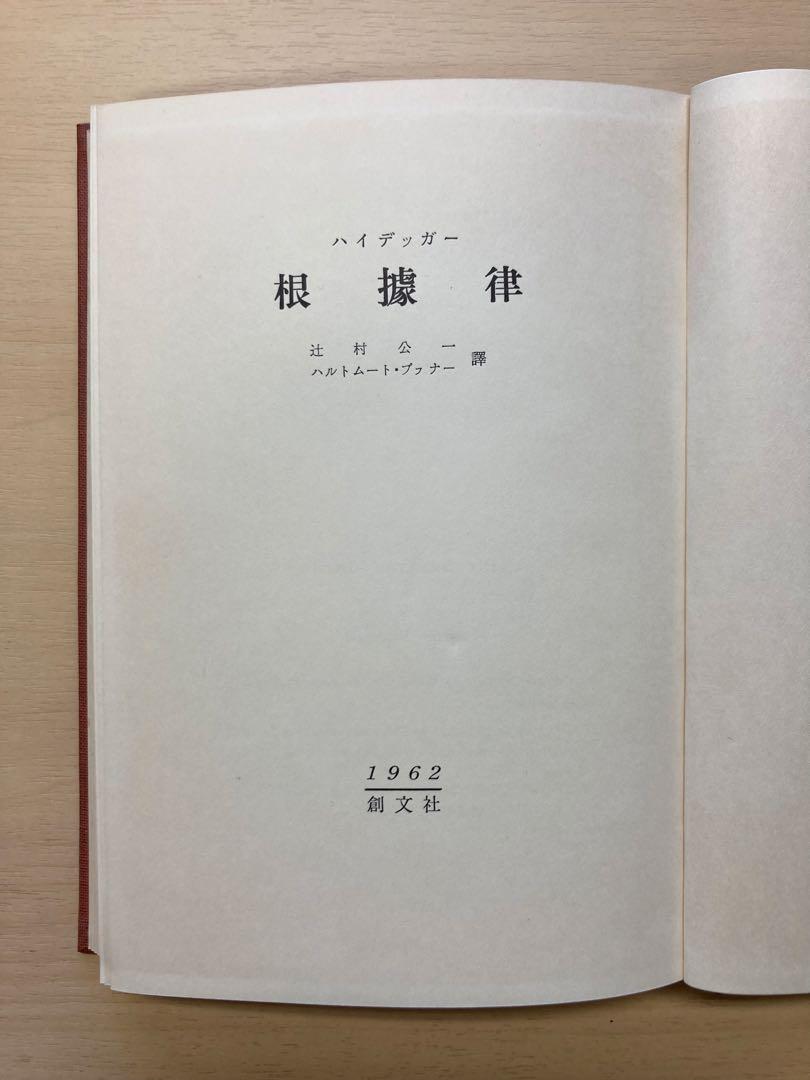 ハイデッガー
根據律
辻村公一
ハルトムート・ブァナー 譯
1962
創文社